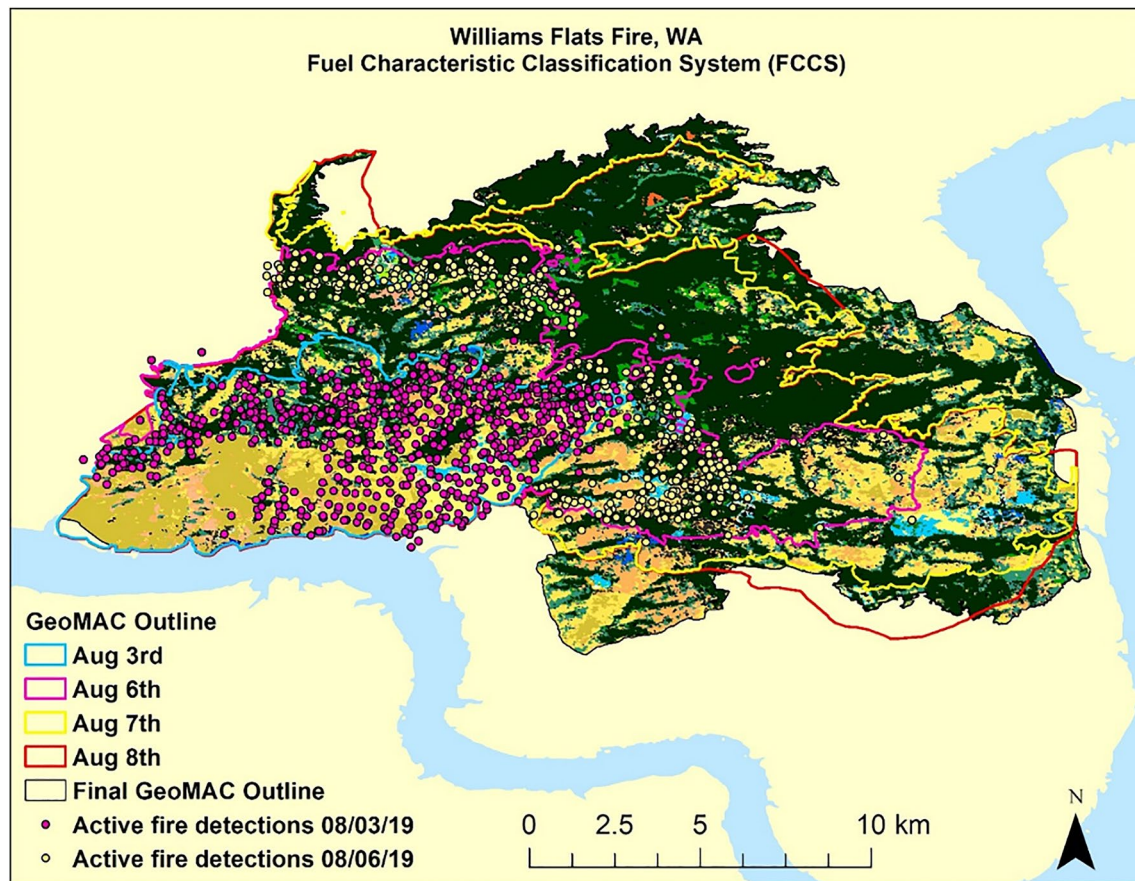 Williams Flats Fire, WA
Fuel Characteristic Classification System (FCCS)
GeoMAC Outline
Aug 3rd
Aug 6th
Aug 7th
Aug 8th
Final GeoMAC Outline
Active fire detections 08/03/19
Active fire detections 08/06/19
0 2.5 5 10 km
N